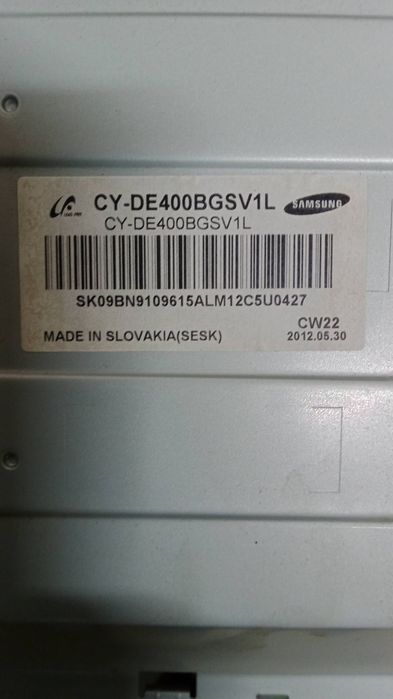 CY-DE400BGSV1L SAMSUNG
CY-DE400BGSV1L
SK09BN9109615ALM12C5U0427
CW22
MADE IN SLOVAKIA(SESK) 2012.05.30